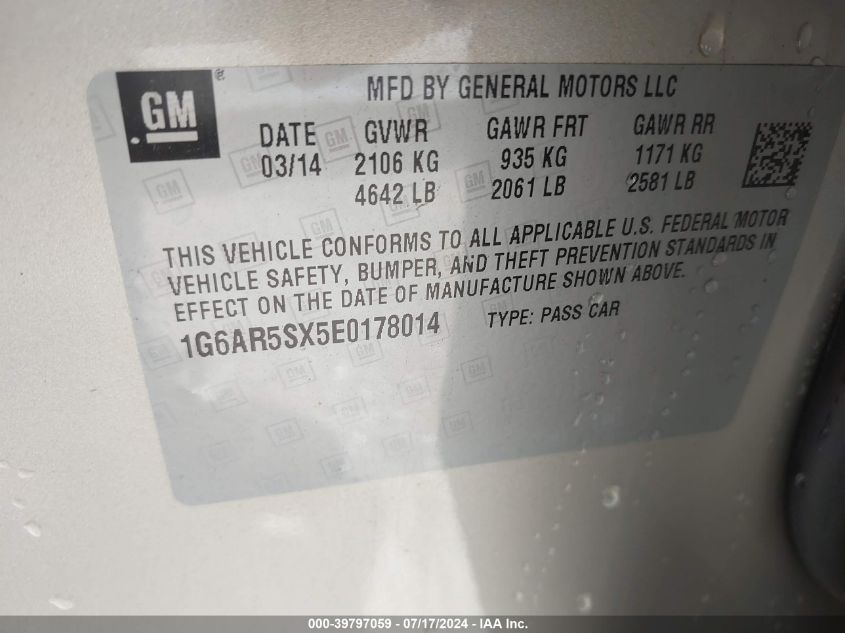 GM
MFD BY GENERAL MOTORS LLC
DATE GVWR GAWR FRT GAWR RR
03/14 2106 KG 935 KG 1171 KG
4642 LB 2061 LB 2581 LB
THIS VEHICLE CONFORMS TO ALL APPLICABLE U.S. FEDERAL MOTOR
VEHICLE SAFETY, BUMPER, AND THEFT PREVENTION STANDARDS IN
EFFECT ON THE DATE OF MANUFACTURE SHOWN ABOVE.
1G6AR5SX5E0178014 TYPE: PASS CAR
000-39797059 - 07/17/2024 - IAA Inc.